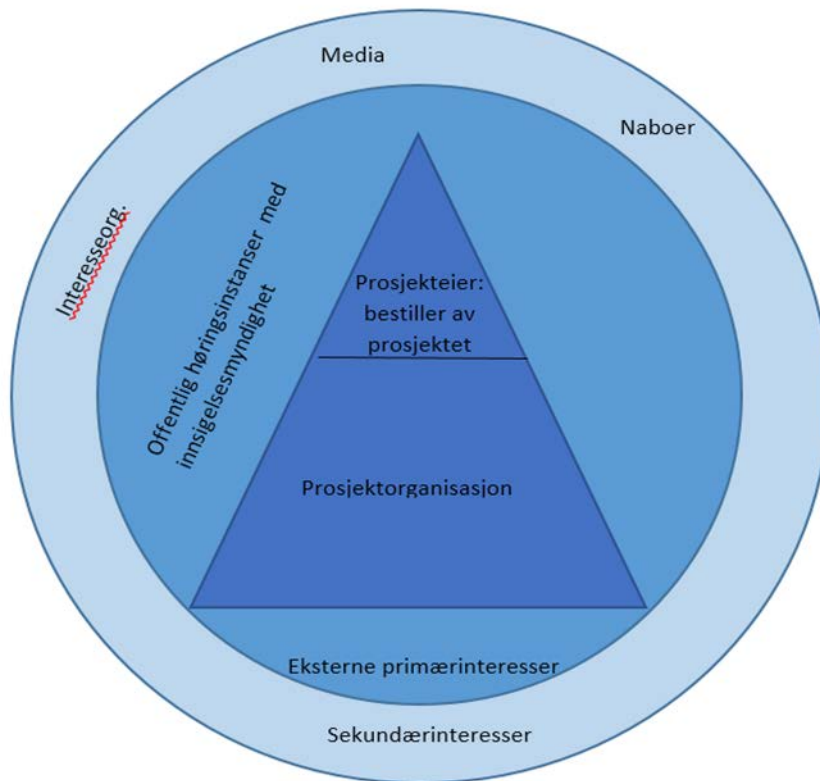 Media
Naboer
Interesseorg.
Offentlig høringsinstanser med
innsigelsesmyndighet
Prosjekteier:
bestiller av
prosjektet
Prosjektorganisasjon
Eksterne primærinteresser
Sekundærinteresser